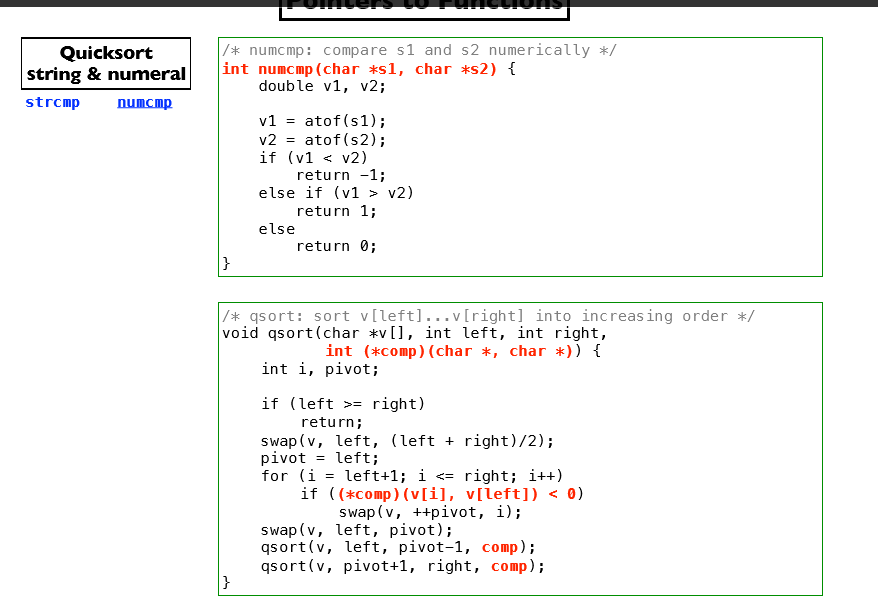 Pointers to Functions
Quicksort
string & numeral
strcmp numcmp
/* numcmp: compare s1 and s2 numerically */
int numcmp(char *s1, char *s2) {
    double v1, v2;

    v1 = atof(s1);
    v2 = atof(s2);
    if (v1 < v2)
        return -1;
    else if (v1 > v2)
        return 1;
    else
        return 0;
}
/* qsort: sort v[left]...v[right] into increasing order */
void qsort(char *v[], int left, int right,
           int (*comp)(char *, char *)) {
    int i, pivot;

    if (left >= right)
        return;
    swap(v, left, (left + right)/2);
    pivot = left;
    for (i = left+1; i <= right; i++)
        if ((*comp)(v[i], v[left]) < 0)
            swap(v, ++pivot, i);
    swap(v, left, pivot);
    qsort(v, left, pivot-1, comp);
    qsort(v, pivot+1, right, comp);
}